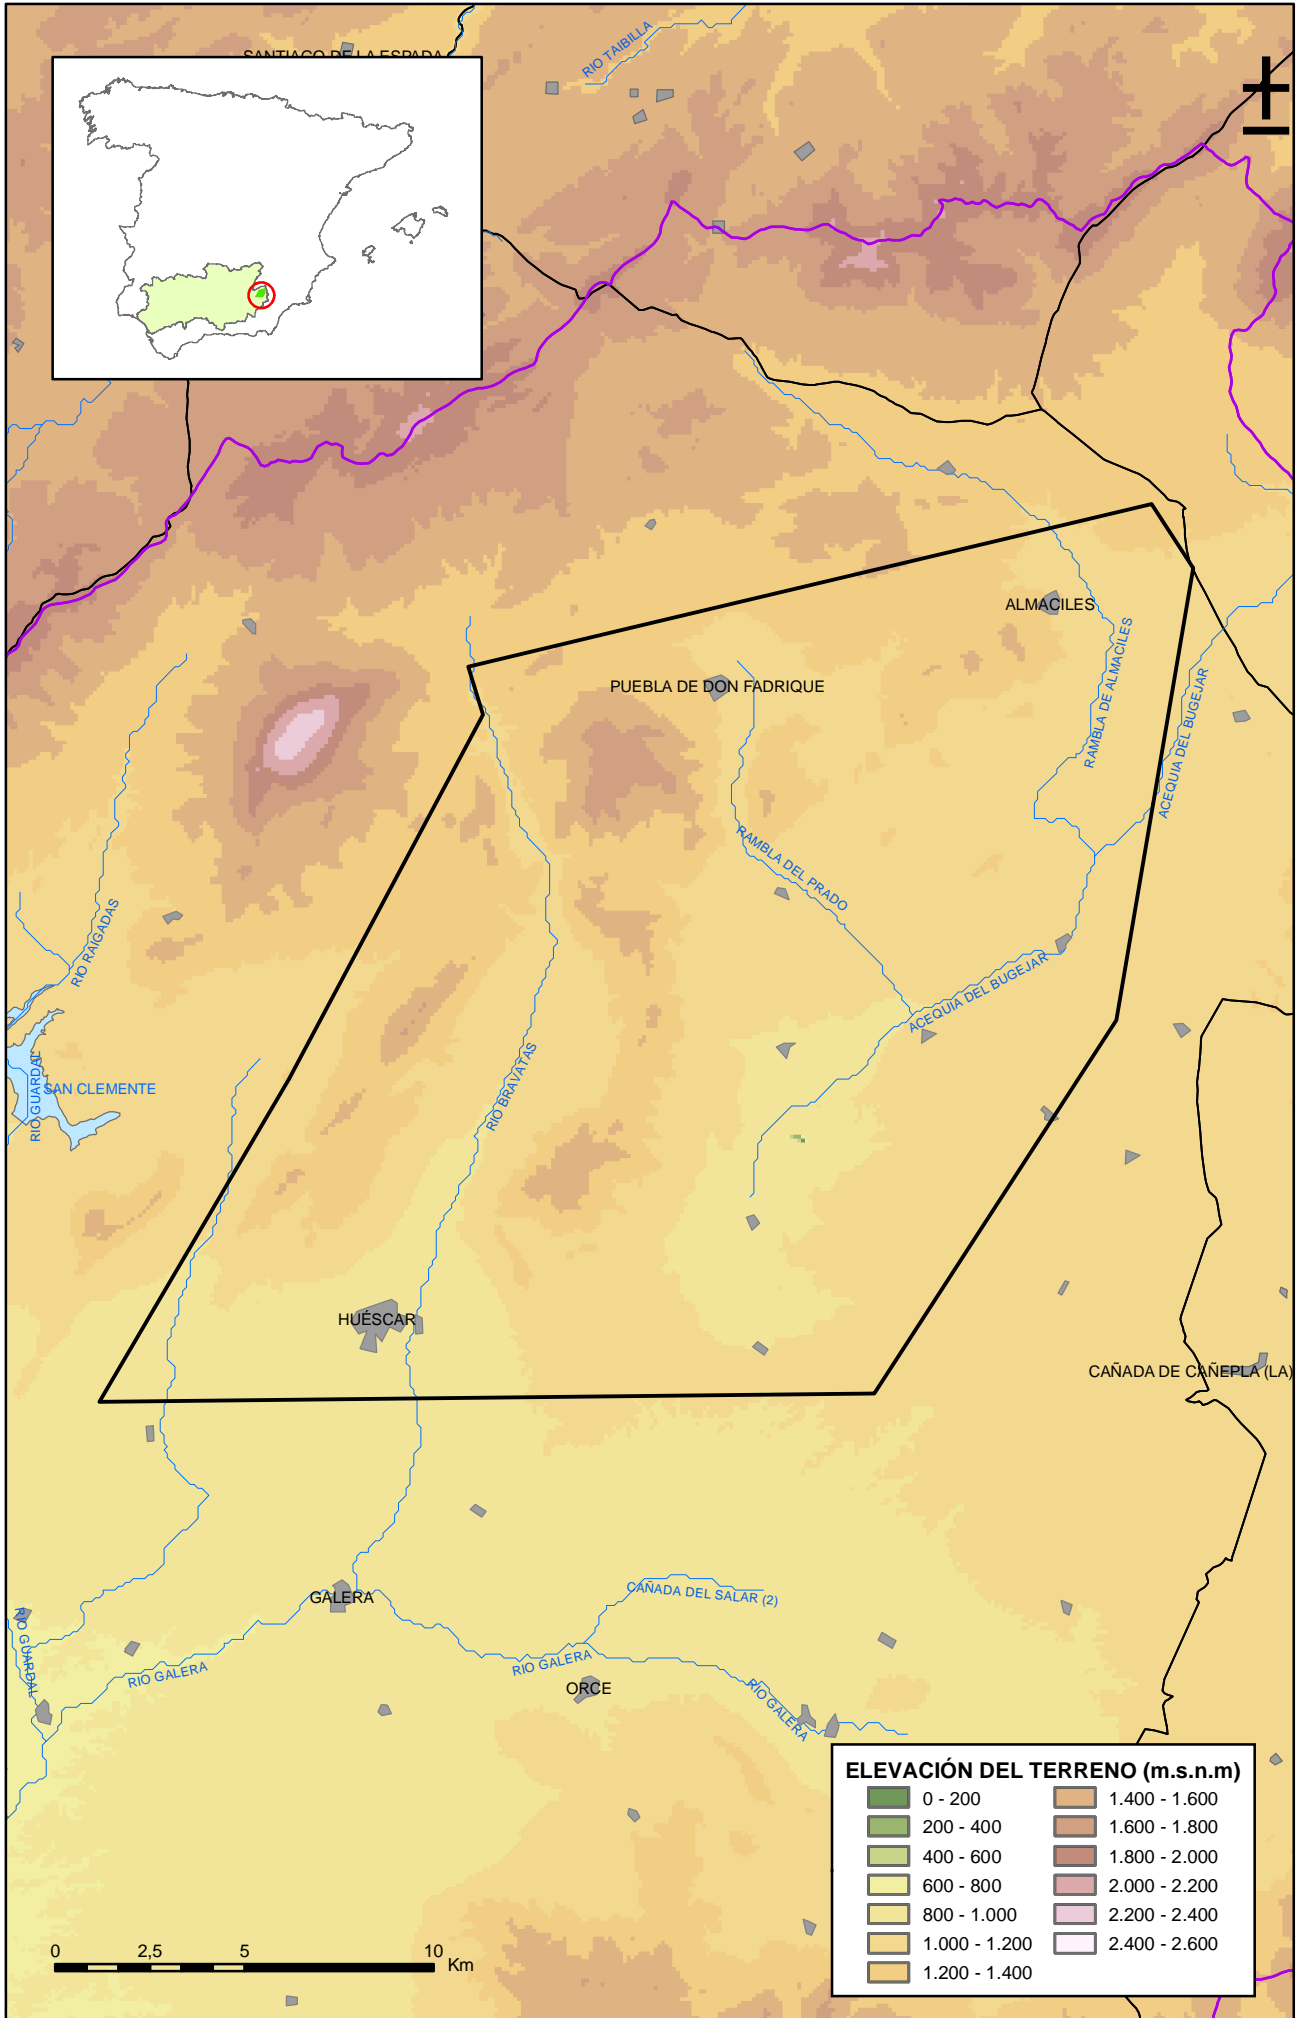 SANTIAGO DE LA ESPADA
RIO TAIBILLA
ALMACILES
PUEBLA DE DON FADRIQUE
RAMBLA DE ALMACILES
ACEQUIA DEL BUGEJAR
RAMBLA DEL PRADO
RIO RAIGADAS
ACEQUIA DEL BUGEJAR
RIO BRAVATAS
RIO GUARDAL
SAN CLEMENTE
HUÉSCAR
CAÑADA DE CAÑEPLA (LA)
GALERA
CAÑADA DEL SALAR (2)
RIO GUARDAL
RIO GALERA
RIO GALERA
ORCE
RIO GALERA
ELEVACIÓN DEL TERRENO (m.s.n.m)
0 - 200
200 - 400
400 - 600
600 - 800
800 - 1.000
1.000 - 1.200
1.200 - 1.400
1.400 - 1.600
1.600 - 1.800
1.800 - 2.000
2.000 - 2.200
2.200 - 2.400
2.400 - 2.600
0 2,5 5 10
Km